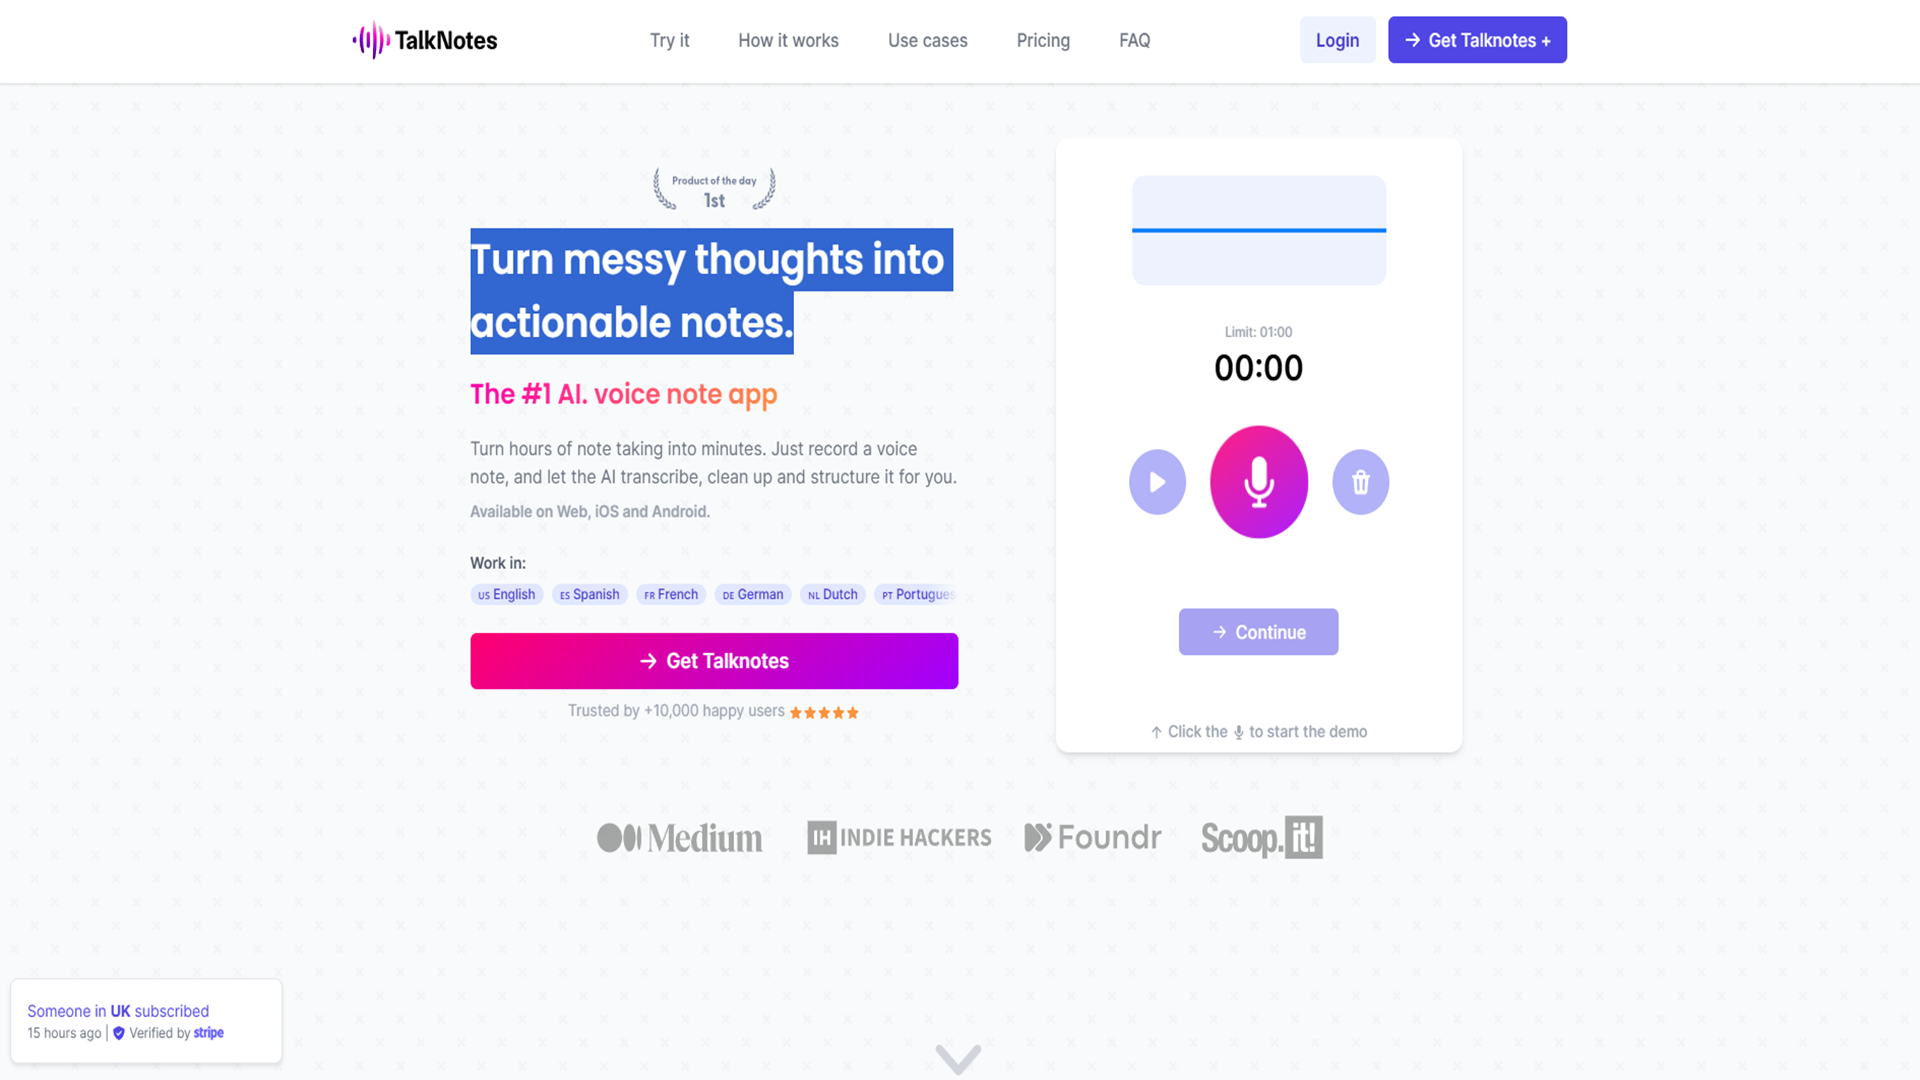 TalkNotes
Try it
How it works
Use cases
Pricing
FAQ
Login
→ Get Talknotes +
Product of the day
1st
Turn messy thoughts into
actionable notes.
The #1 AI. voice note app
Turn hours of note taking into minutes. Just record a voice
note, and let the AI transcribe, clean up and structure it for you.
Available on Web, iOS and Android.
Work in:
US English
ES Spanish
FR French
DE German
NL Dutch
PT Portugues
→ Get Talknotes
Trusted by +10,000 happy users
Limit: 01:00
00:00
→ Continue
↑ Click the to start the demo
Medium
IH INDIE HACKERS
Foundr
Scoop.it!
Someone in UK subscribed
15 hours ago | Verified by stripe